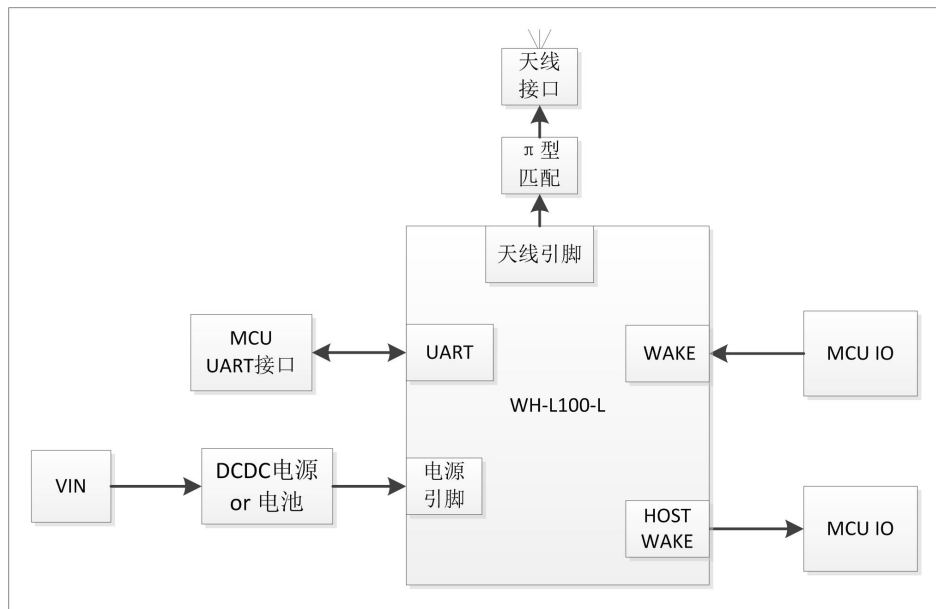 天线
接口
π型
匹配
天线引脚
MCU
UART接口
UART
WAKE
MCU IO
WH-L100-L
VIN
DCDC电源
or 电池
电源
引脚
HOST
WAKE
MCU IO